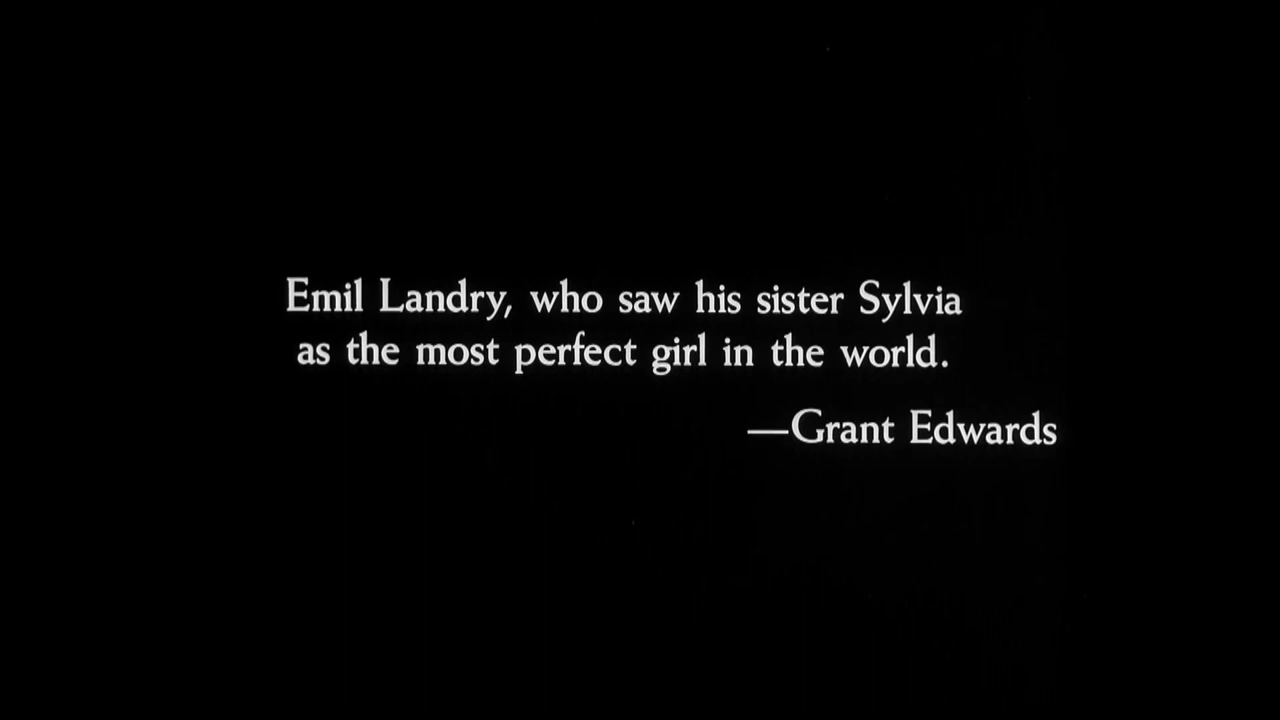 Emil Landry, who saw his sister Sylvia
as the most perfect girl in the world.
—Grant Edwards